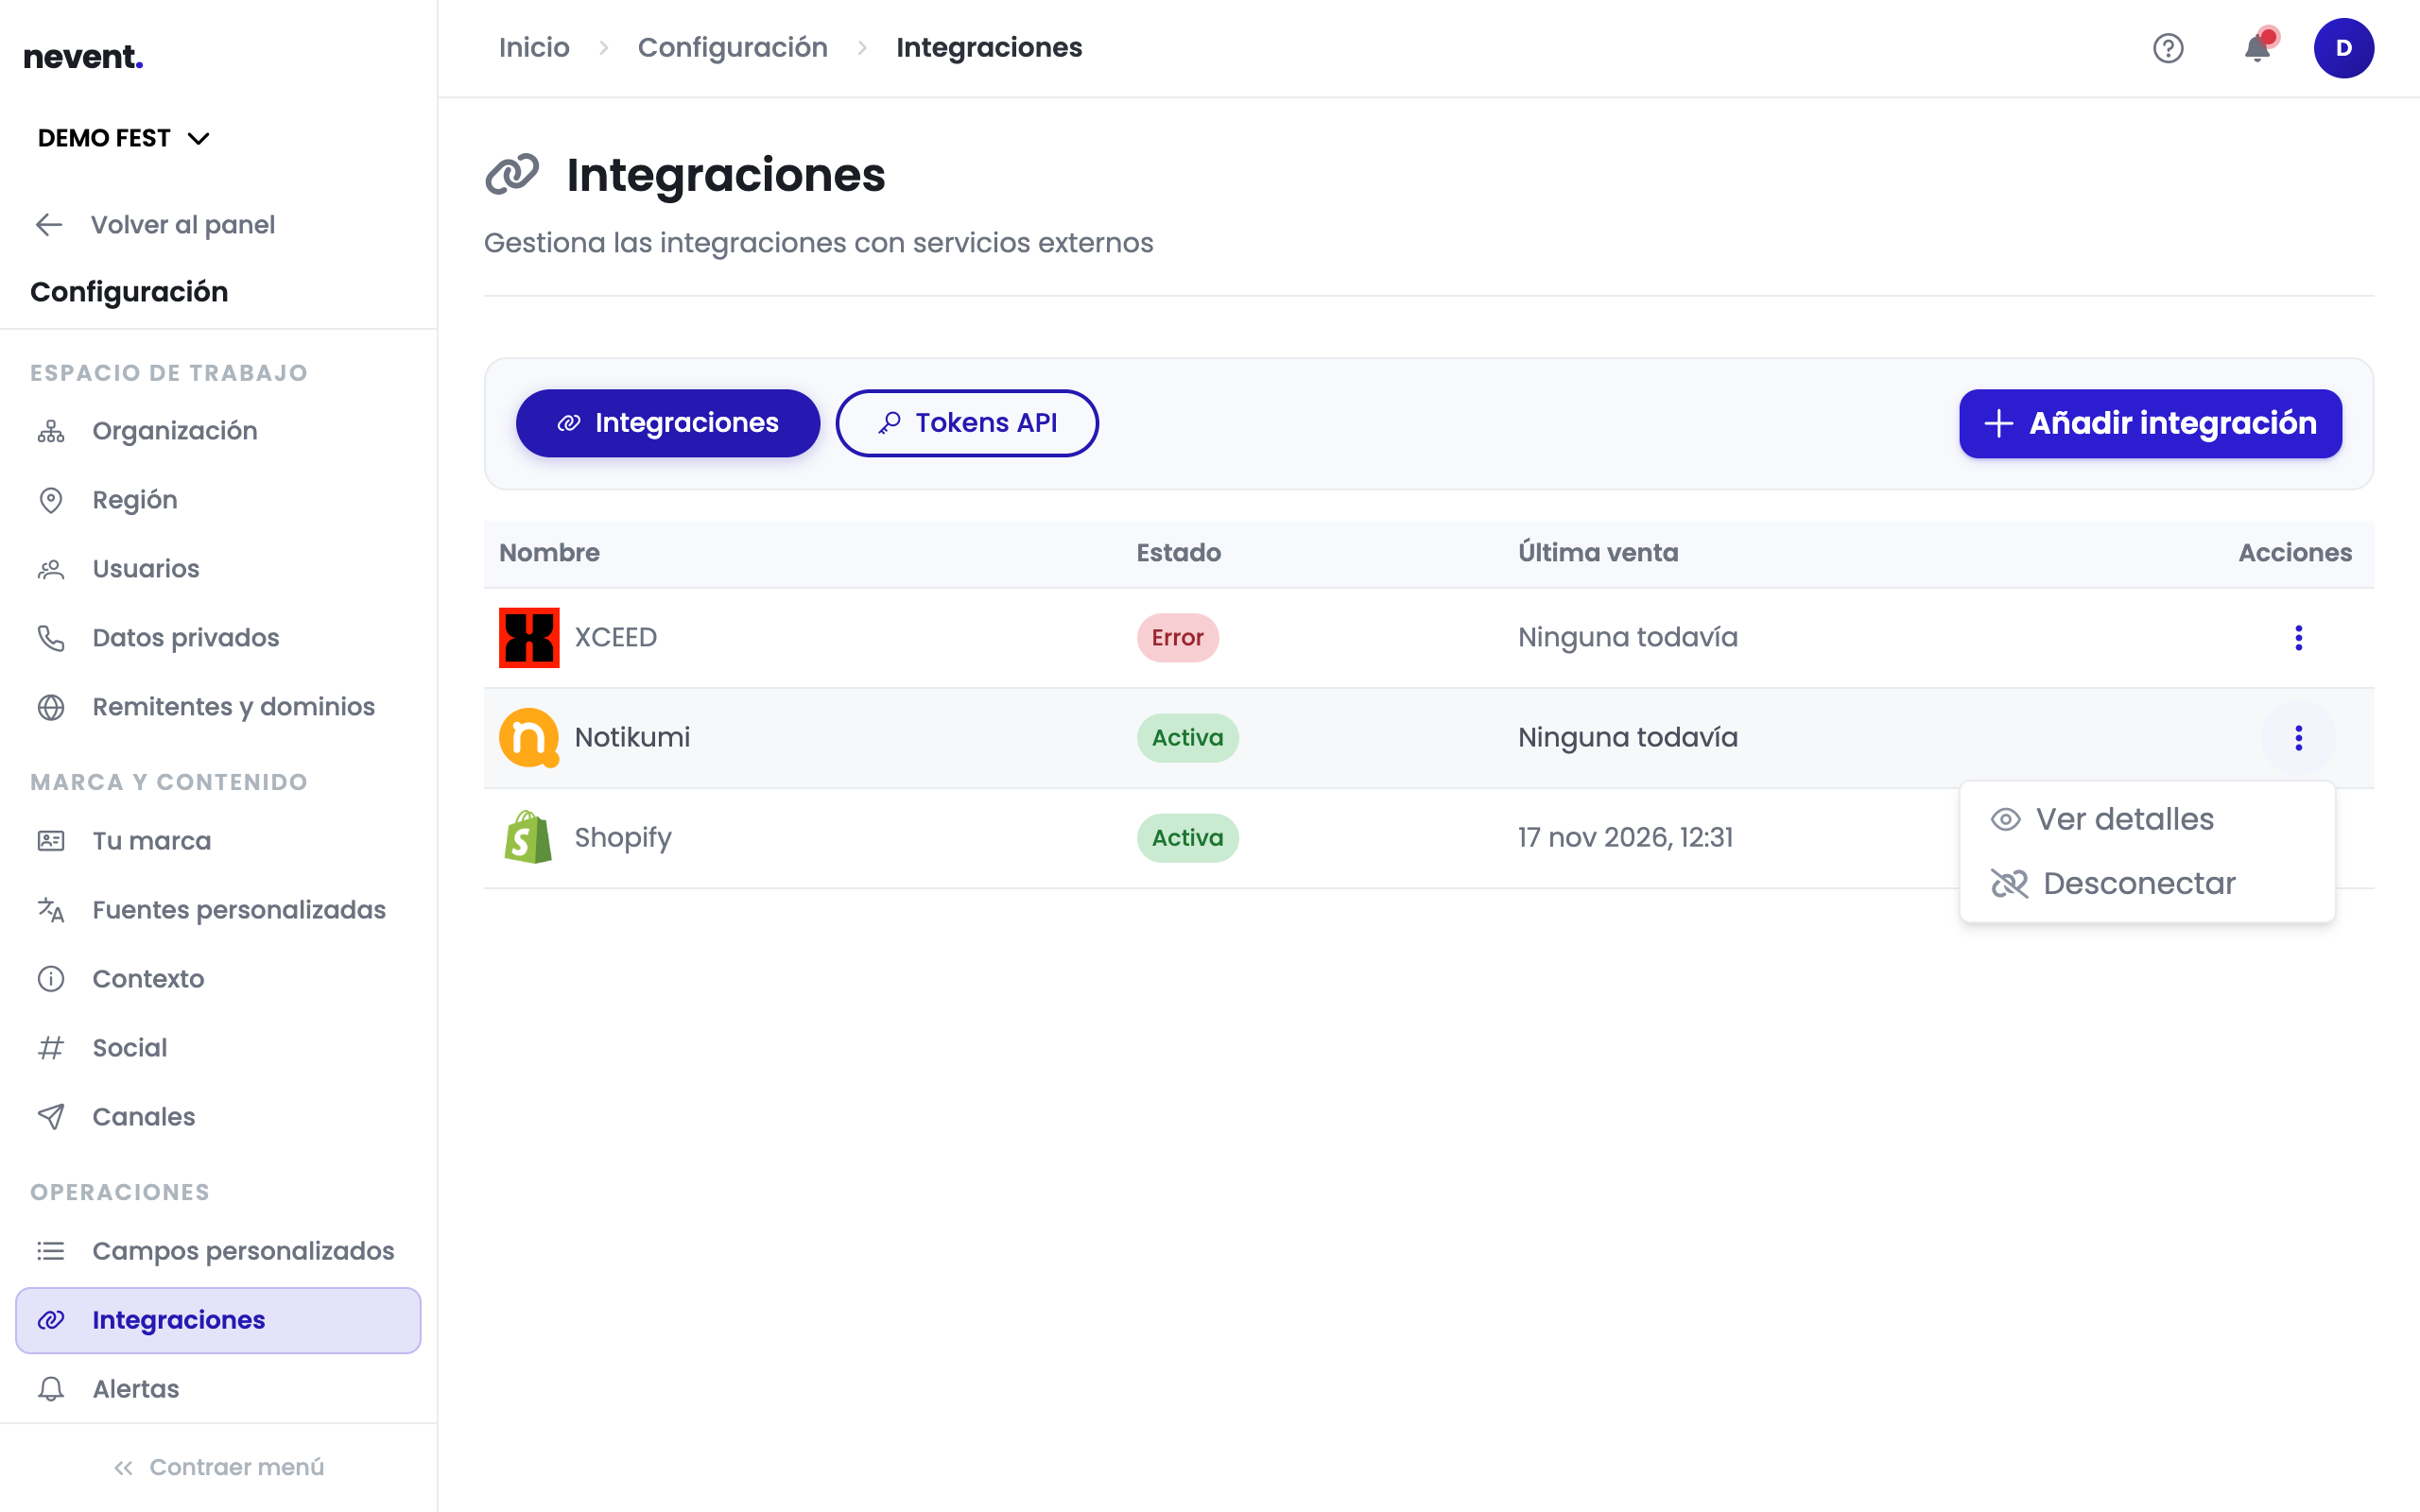 nevent.
DEMO FEST
Volver al panel
Configuración
ESPACIO DE TRABAJO
Organización
Región
Usuarios
Datos privados
Remitentes y dominios
MARCA Y CONTENIDO
Tu marca
Fuentes personalizadas
Contexto
Social
Canales
OPERACIONES
Campos personalizados
Integraciones
Alertas
Contraer menú
Inicio > Configuración > Integraciones
D
Integraciones
Gestiona las integraciones con servicios externos
Integraciones Tokens API Añadir integración
Nombre Estado Última venta Acciones
XCEED Error Ninguna todavía
Notikumi Activa Ninguna todavía
Shopify Activa 17 nov 2026, 12:31
Ver detalles
Desconectar